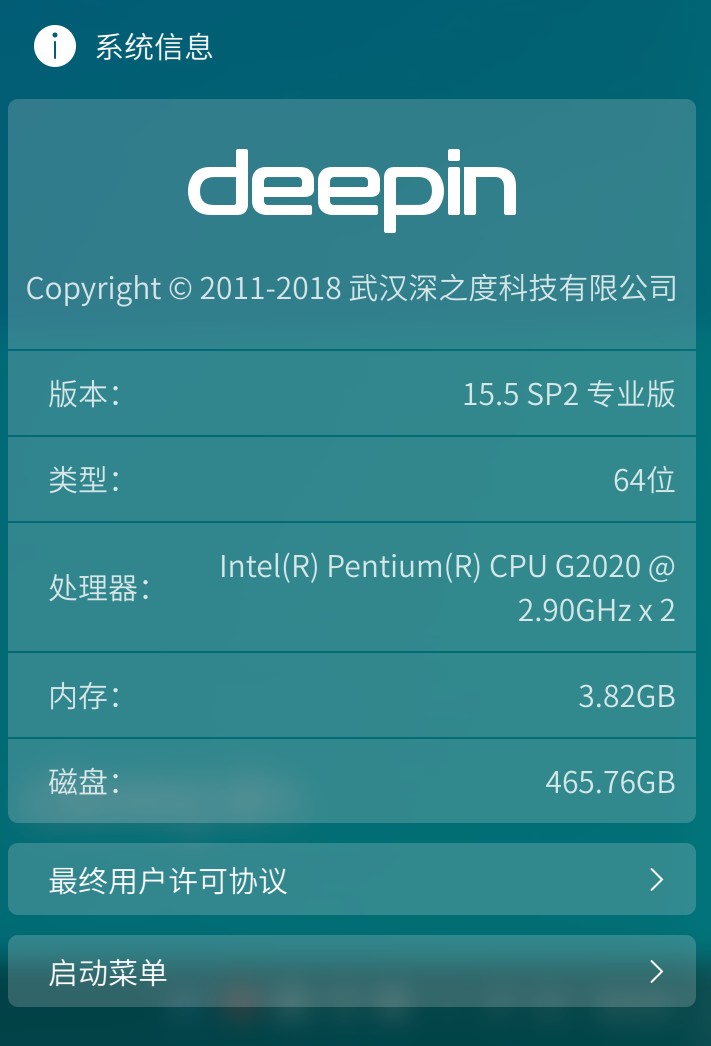 系统信息
deepin
Copyright © 2011-2018 武汉深之度科技有限公司
版本： 15.5 SP2 专业版
类型： 64位
处理器： Intel(R) Pentium(R) CPU G2020 @
2.90GHz x 2
内存： 3.82GB
磁盘： 465.76GB
最终用户许可协议
启动菜单